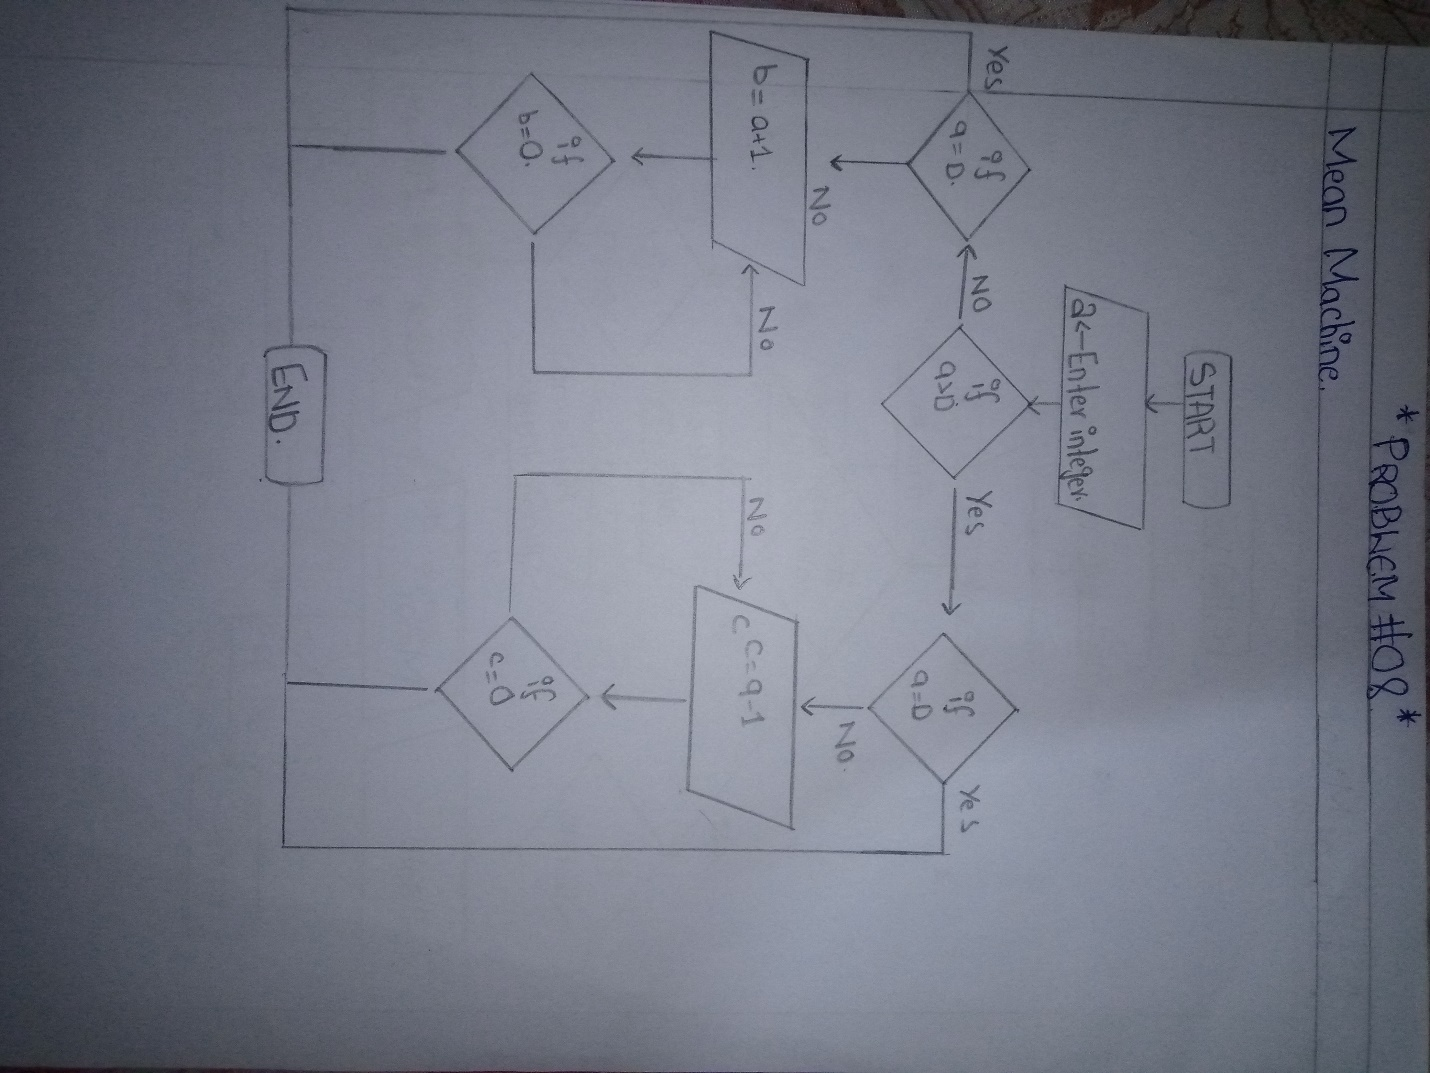 * PROBLEM #08 *
Mean Machine.
START
a←Enter integer.
if
a>0
NO
Yes
Yes
if
a=0.
if
a=0
Yes
No
No.
b=a+1.
c C=a-1
No
No
if
b=0.
if
c=0
END.